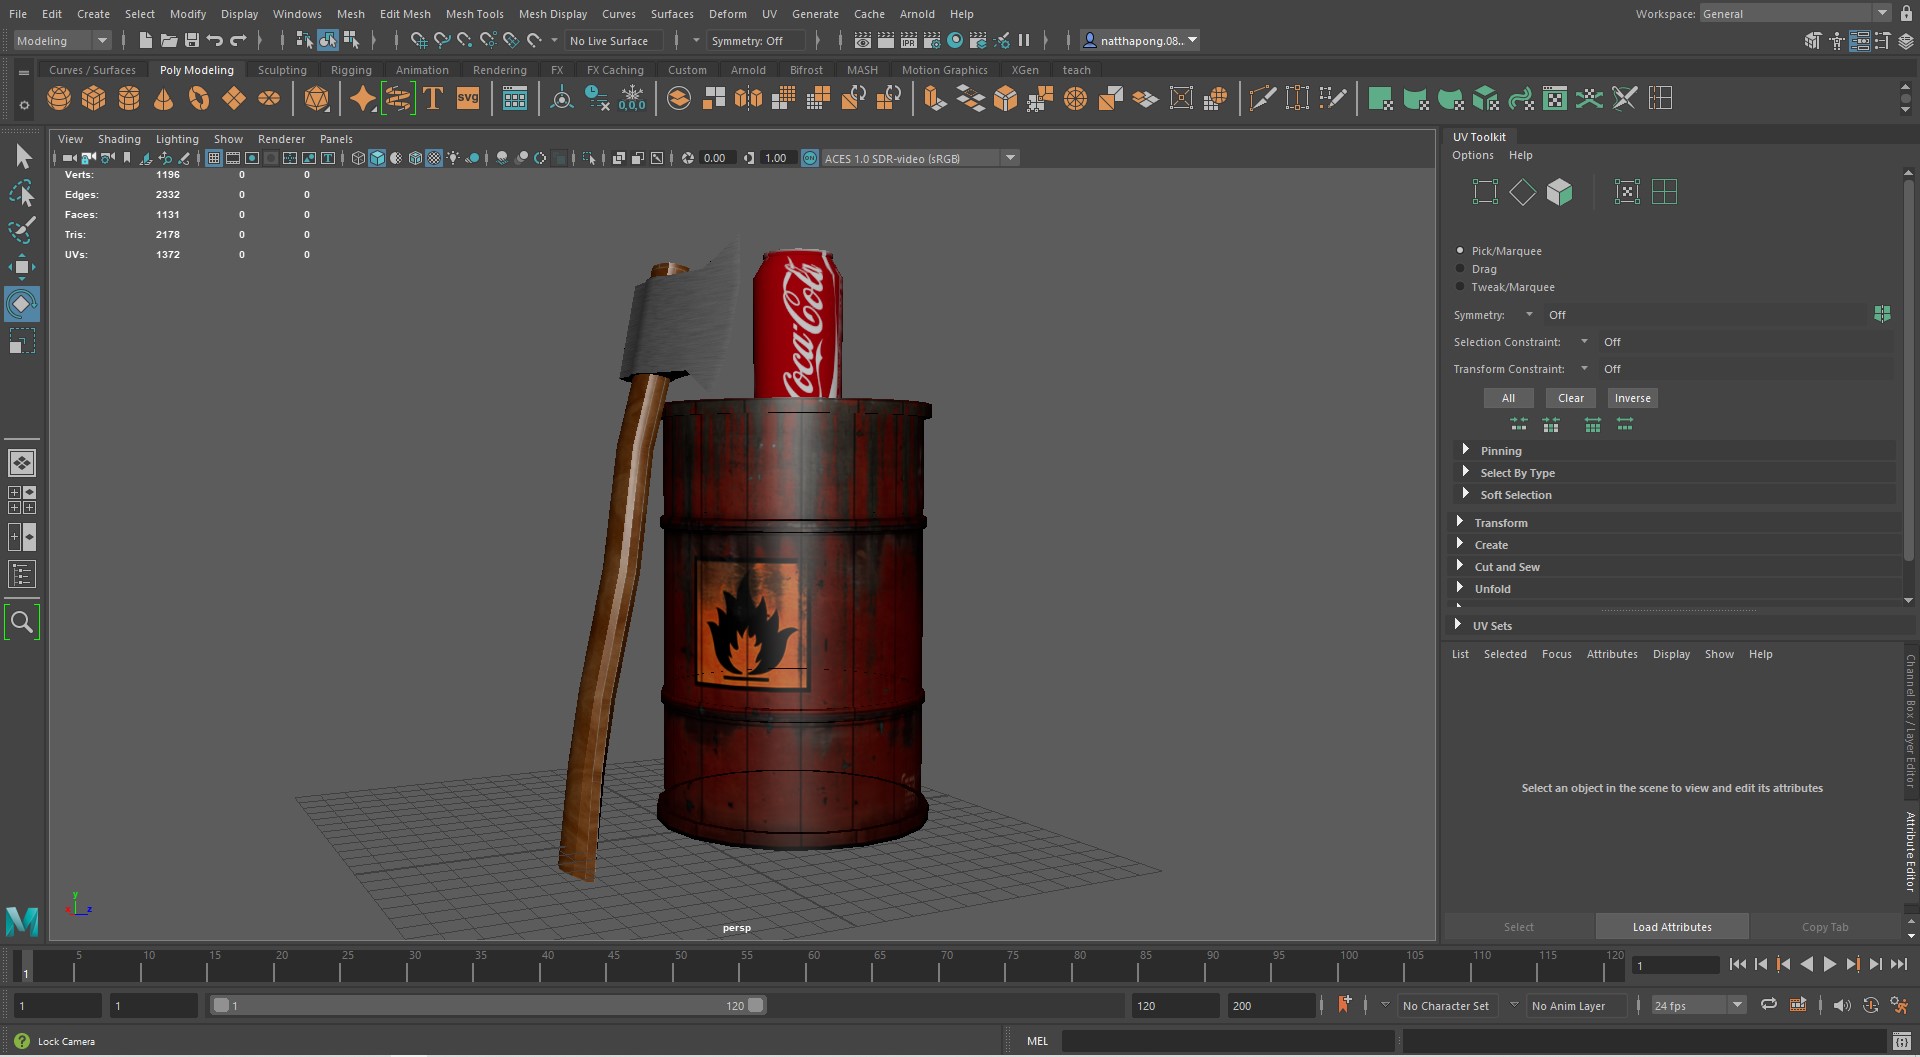 File Edit Create Select Modify Display Windows Mesh Edit Mesh Mesh Tools Mesh Display Curves Surfaces Deform UV Generate Cache Arnold Help Workspace: General
Modeling No Live Surface Symmetry: Off natthapong.08...
Curves / Surfaces Poly Modeling Sculpting Rigging Animation Rendering FX FX Caching Custom Arnold Bifrost MASH Motion Graphics XGen teach
T svg 0,0,0
View Shading Lighting Show Renderer Panels
0.00 1.00 ACES 1.0 SDR-video (sRGB)
Verts: 1196 0 0
Edges: 2332 0 0
Faces: 1131 0 0
Tris: 2178 0 0
UVs: 1372 0 0
Coca-Cola
y
x z
persp
UV Toolkit
Options Help
Pick/Marquee
Drag
Tweak/Marquee
Symmetry: Off
Selection Constraint: Off
Transform Constraint: Off
All Clear Inverse
Pinning
Select By Type
Soft Selection
Transform
Create
Cut and Sew
Unfold
UV Sets
List Selected Focus Attributes Display Show Help
Select an object in the scene to view and edit its attributes
Channel Box / Layer Editor
Attribute Editor
Select Load Attributes Copy Tab
5 10 15 20 25 30 35 40 45 50 55 60 65 70 75 80 85 90 95 100 105 110 115 120
1 1
1 1 1 120 120 200 No Character Set No Anim Layer 24 fps
Lock Camera MEL